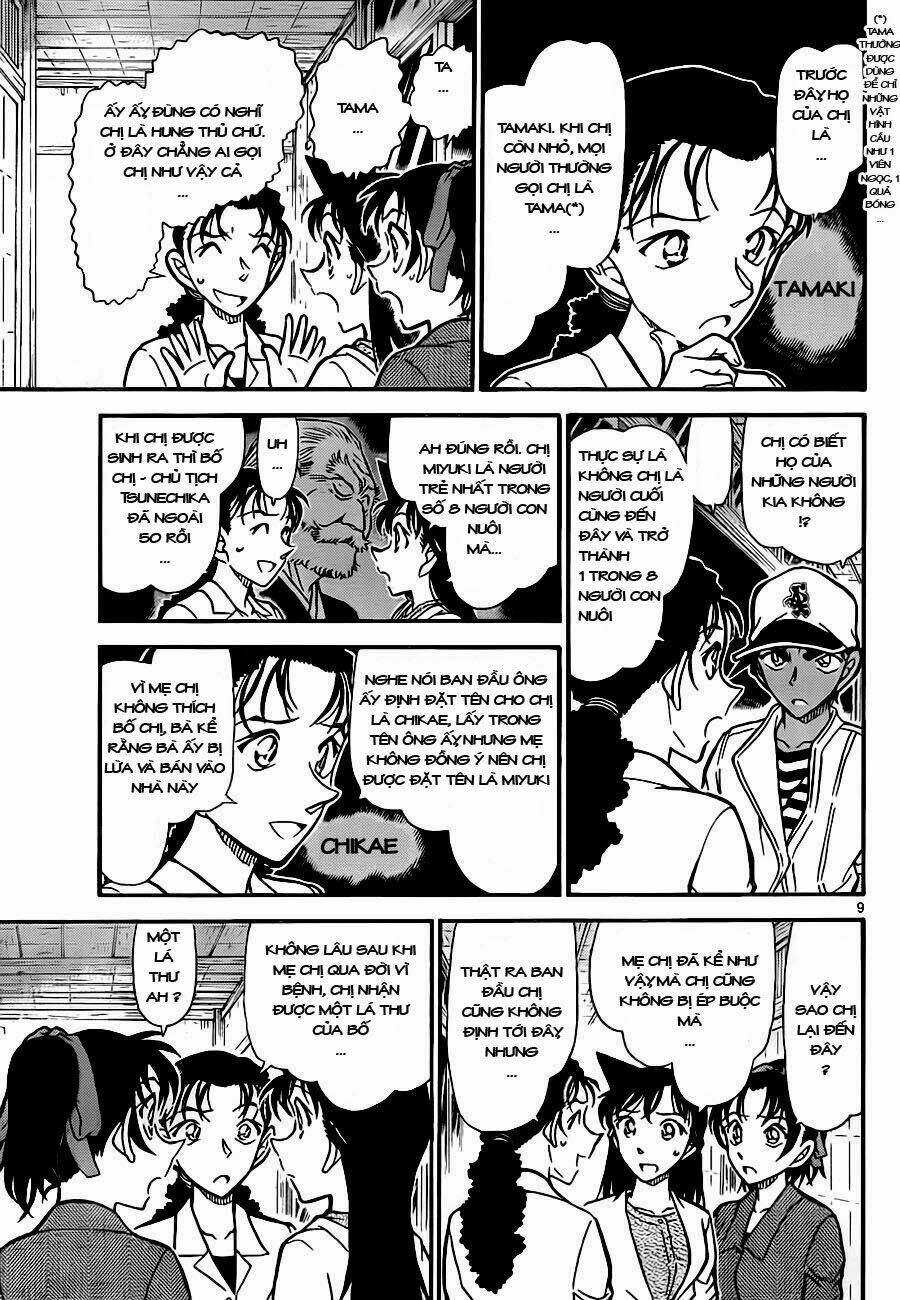 (*)
TAMA
THƯỜNG
ĐƯỢC
DÙNG
ĐỂ CHỈ
NHỮNG
VẬT
HÌNH
CẦU
NHƯ 1
VIÊN
NGỌC, 1
QUẢ
BÓNG
...
TRƯỚC
ĐÂY, HỌ
CỦA CHỊ
LÀ
...
TAMAKI
TAMAKI. KHI CHỊ
CÒN NHỎ, MỌI
NGƯỜI THƯỜNG
GỌI CHỊ LÀ
TAMA(*)
...
TA
...
TAMA
...
ẤY ẤY, ĐỪNG CÓ NGHĨ
CHỊ LÀ HUNG THỦ CHỨ.
Ở ĐÂY CHẲNG AI GỌI
CHỊ NHƯ VẬY CẢ
...
CHỊ CÓ BIẾT
HỌ CỦA
NHỮNG NGƯỜI
KIA KHÔNG
!?
THỰC SỰ LÀ
KHÔNG. CHỊ LÀ
NGƯỜI CUỐI
CÙNG ĐẾN
ĐÂY VÀ TRỞ
THÀNH
1 TRONG 8
NGƯỜI CON
NUÔI
AH ĐÚNG RỒI. CHỊ
MIYUKI LÀ NGƯỜI
TRẺ NHẤT TRONG
SỐ 8 NGƯỜI CON
NUÔI
MÀ...
UH
...
KHI CHỊ ĐƯỢC
SINH RA THÌ BỐ
CHỊ - CHỦ TỊCH
TSUNECHIKA
ĐÃ NGOÀI
50 RỒI
...
NGHE NÓI BAN ĐẦU ÔNG
ẤY ĐỊNH ĐẶT TÊN CHO CHỊ
LÀ CHIKAE, LẤY TRONG
TÊN ÔNG ẤY, NHƯNG MẸ
KHÔNG ĐỒNG Ý NÊN CHỊ
ĐƯỢC ĐẶT TÊN LÀ MIYUKI
CHIKAE
VÌ MẸ CHỊ
KHÔNG THÍCH
BỐ CHỊ, BÀ KỂ
RẰNG BÀ ẤY BỊ
LỪA VÀ BÁN VÀO
NHÀ NÀY
9
VẬY
SAO CHỊ
LẠI ĐẾN
ĐÂY
?
MẸ CHỊ ĐÃ KỂ NHƯ
VẬY, MÀ CHỊ CŨNG
KHÔNG BỊ ÉP BUỘC
MÀ
THẬT RA BAN
ĐẦU CHỊ
CŨNG KHÔNG
ĐỊNH TỚI ĐÂY, NHƯNG
...
KHÔNG LÂU SAU KHI
MẸ CHỊ QUA ĐỜI VÌ
BỆNH, CHỊ NHẬN
ĐƯỢC MỘT LÁ THƯ
CỦA BỐ
...
MỘT
LÁ
THƯ
AH ?